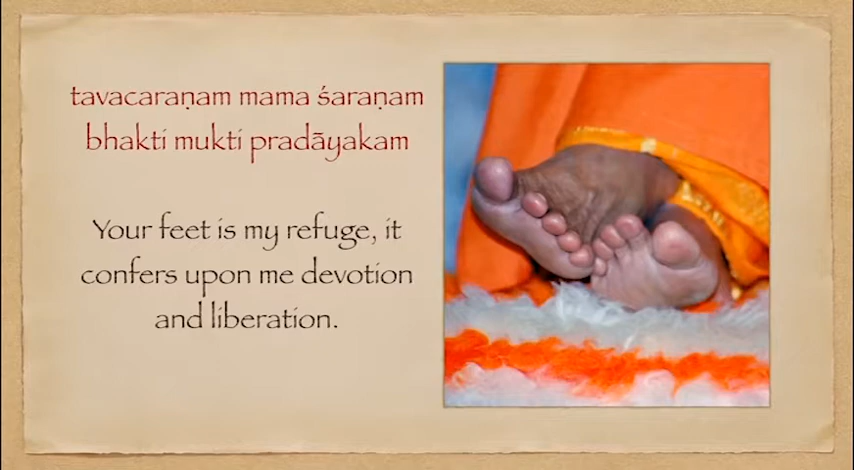 tavacaraṇam mama śaraṇam
bhakti mukti pradāyakam
Your feet is my refuge, it
confers upon me devotion
and liberation.